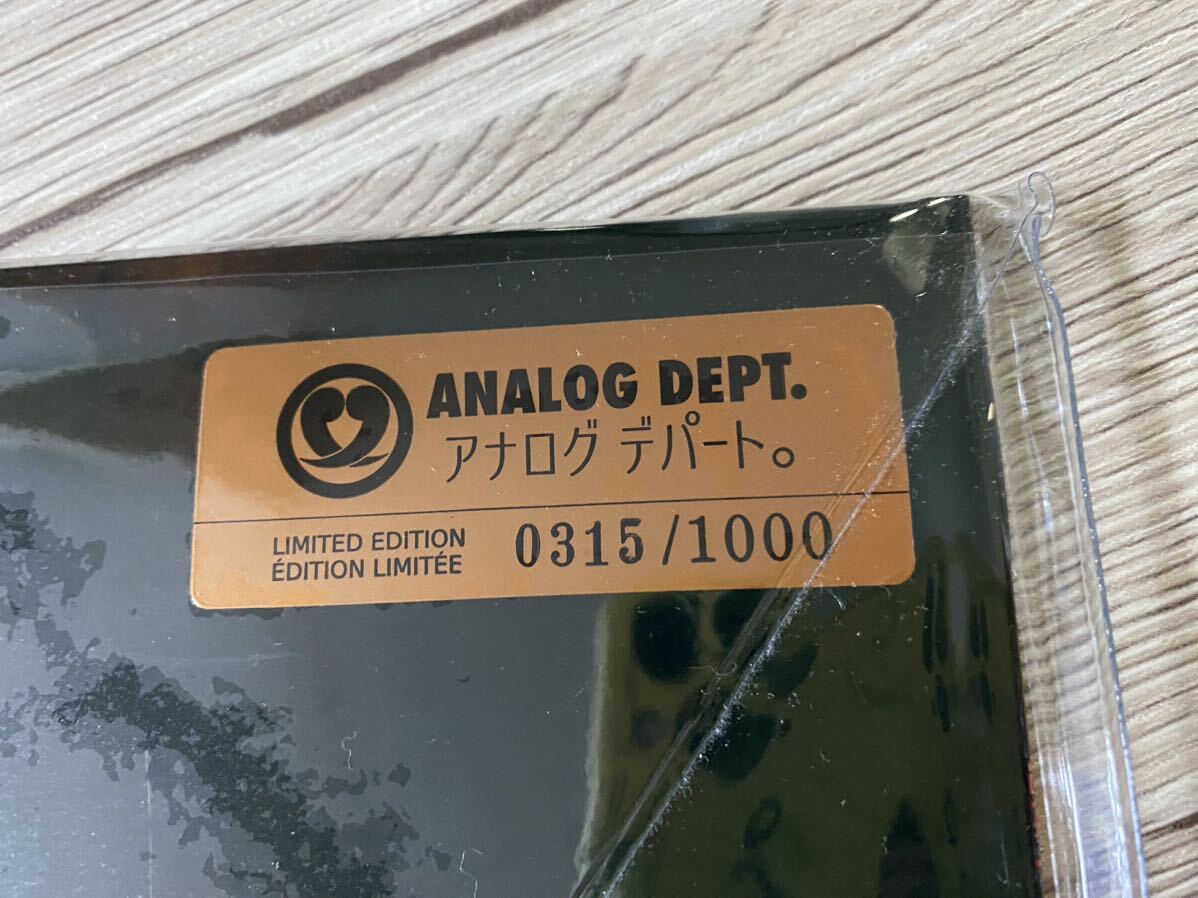 ANALOG DEPT.
アナログ デパート。
LIMITED EDITION
ÉDITION LIMITÉE
0315/1000